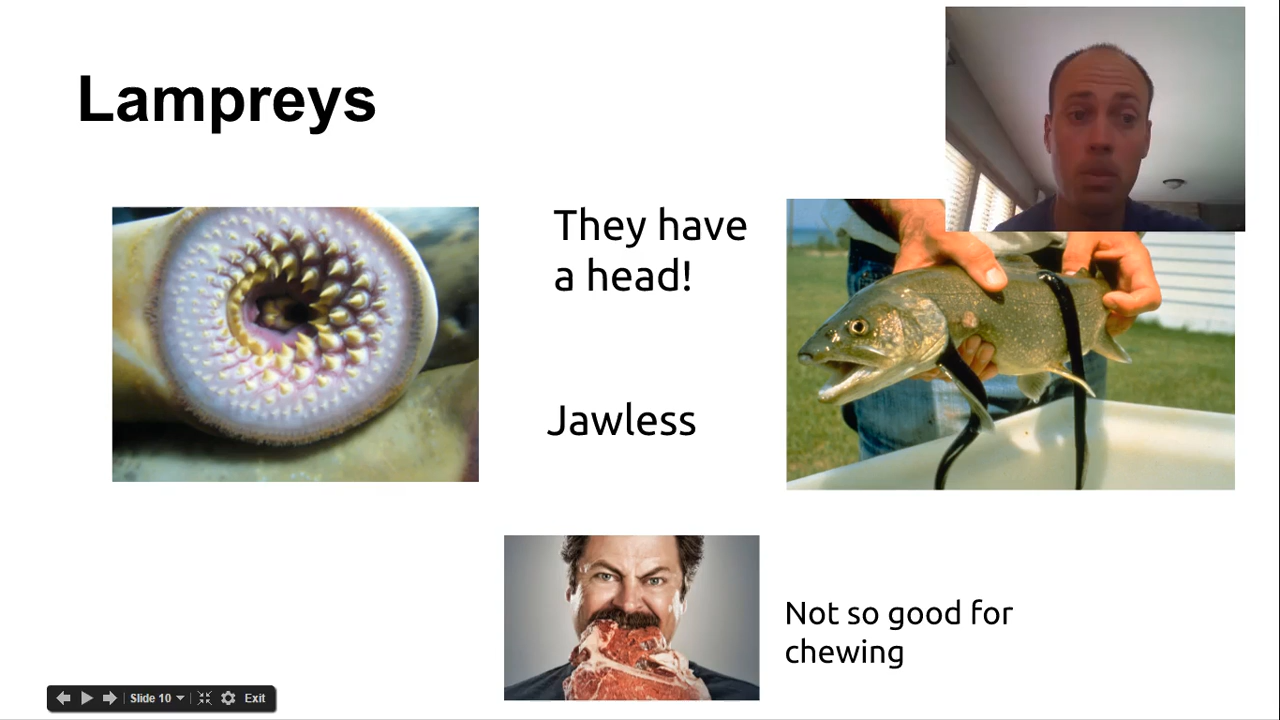 Lampreys
They have
a head!
Jawless
Not so good for
chewing
Slide 10
Exit